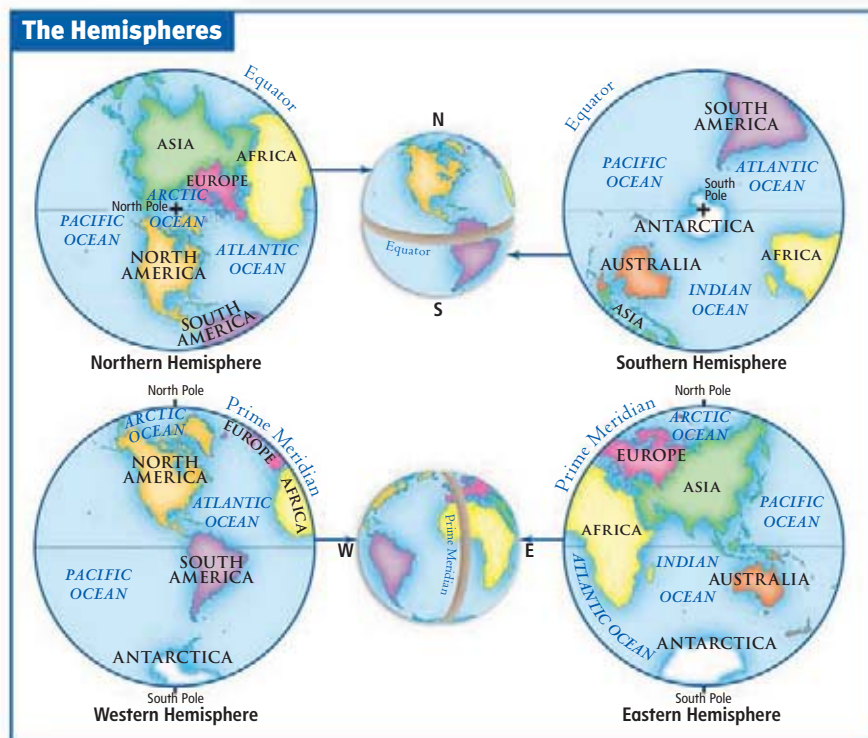 The Hemispheres
Equator
ASIA
AFRICA
EUROPE
ARCTIC
OCEAN
North Pole
PACIFIC
OCEAN
NORTH
AMERICA
ATLANTIC
OCEAN
SOUTH
AMERICA
Northern Hemisphere
N
Equator
S
Equator
SOUTH
AMERICA
PACIFIC
OCEAN
ATLANTIC
OCEAN
South
Pole
ANTARCTICA
AUSTRALIA
AFRICA
INDIAN
OCEAN
ASIA
Southern Hemisphere
North Pole
Prime Meridian
ARCTIC
OCEAN
EUROPE
NORTH
AMERICA
ATLANTIC
OCEAN
AFRICA
SOUTH
AMERICA
PACIFIC
OCEAN
ANTARCTICA
South Pole
Western Hemisphere
W
Prime Meridian
E
North Pole
Prime Meridian
ARCTIC
OCEAN
EUROPE
ASIA
PACIFIC
OCEAN
AFRICA
INDIAN
OCEAN
AUSTRALIA
ATLANTIC OCEAN
ANTARCTICA
South Pole
Eastern Hemisphere